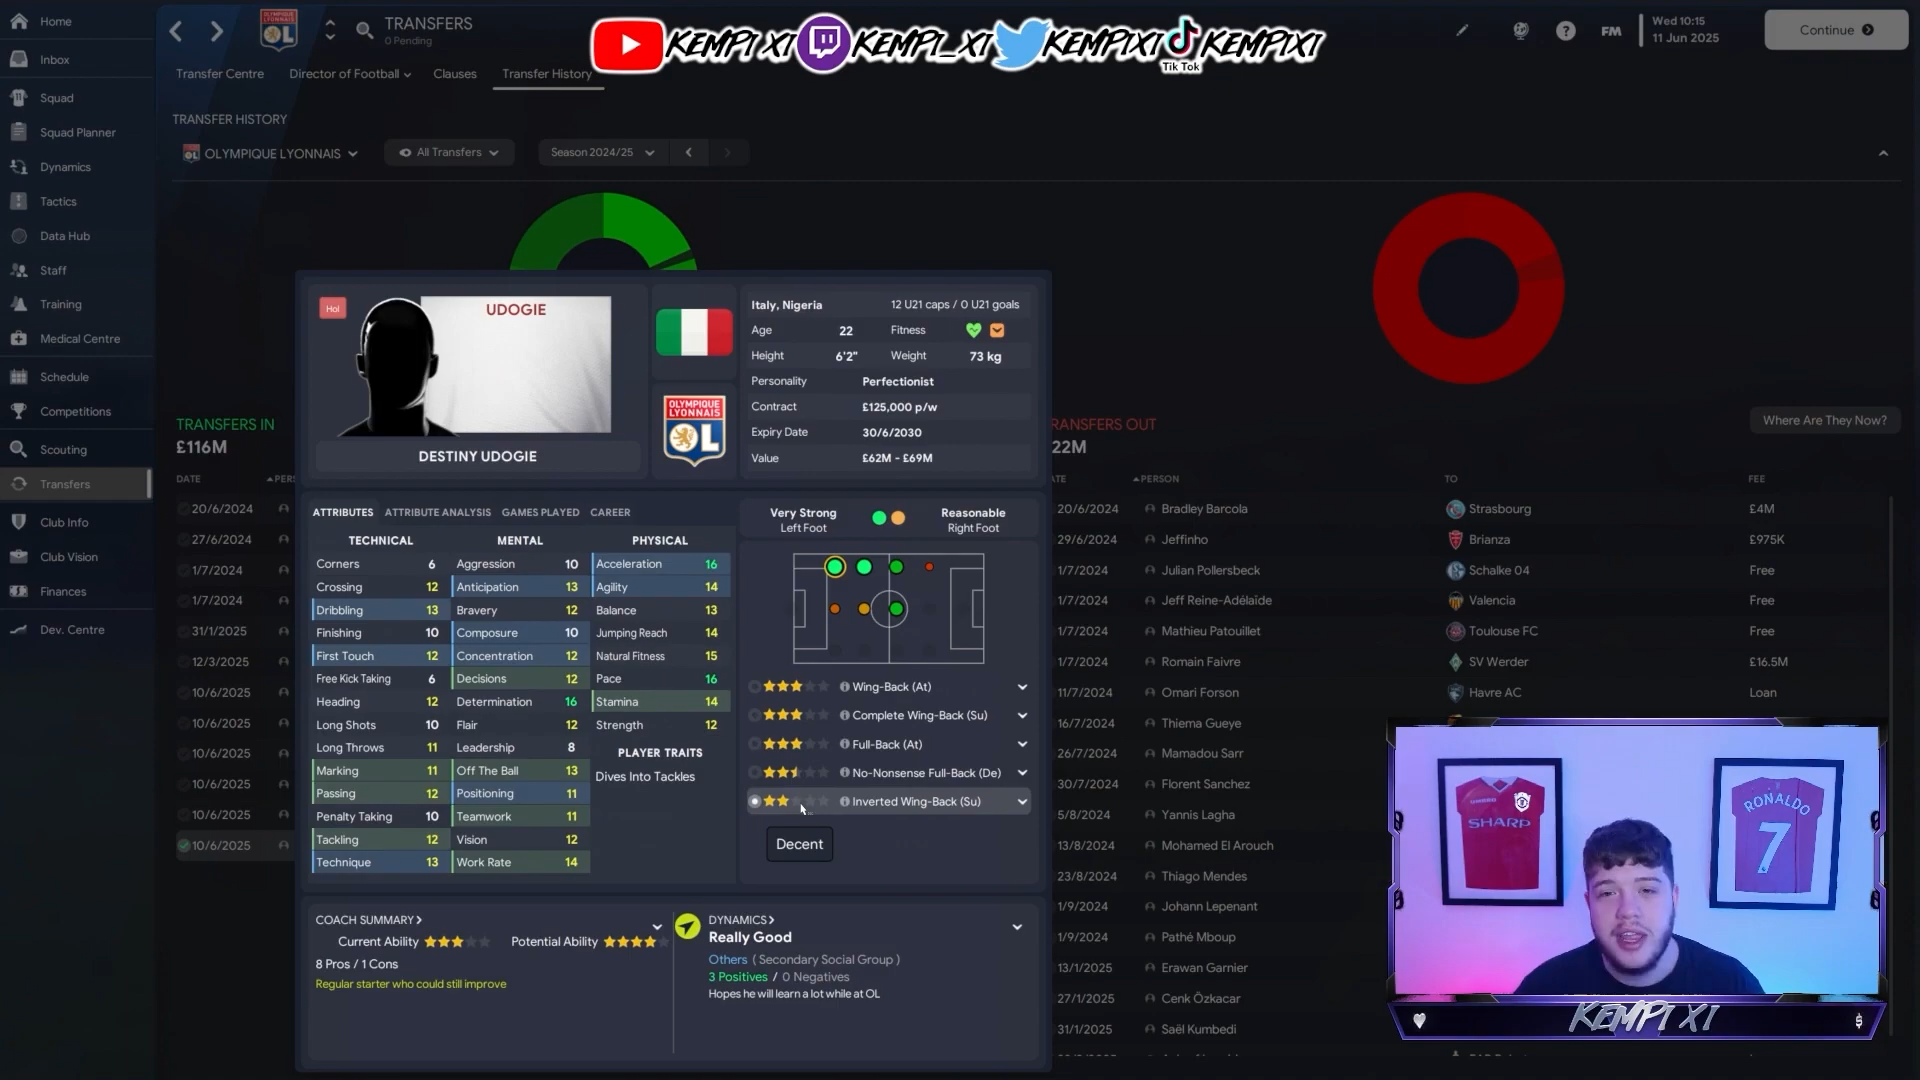 Home
Inbox
Squad
Squad Planner
Dynamics
Tactics
Data Hub
Staff
Training
Medical Centre
Schedule
Competitions
Scouting
Transfers
Club Info
Club Vision
Finances
Dev. Centre
TRANSFERS
0 Pending
KEMPI XI KEMPI_XI KEMPIXI KEMPIXI
Tik Tok
FM
Wed 10:15
11 Jun 2025
Continue
Transfer Centre Director of Football Clauses Transfer History
TRANSFER HISTORY
OLYMPIQUE LYONNAIS All Transfers Season 2024/25
TRANSFERS IN
£116M
DATE
20/6/2024
27/6/2024
1/7/2024
1/7/2024
31/1/2025
12/3/2025
10/6/2025
10/6/2025
10/6/2025
10/6/2025
10/6/2025
10/6/2025
Hol
UDOGIE
DESTINY UDOGIE
OLYMPIQUE
LYONNAIS
OL
Italy, Nigeria 12 U21 caps / 0 U21 goals
Age 22 Fitness
Height 6'2" Weight 73 kg
Personality Perfectionist
Contract £125,000 p/w
Expiry Date 30/6/2030
Value £62M - £69M
ATTRIBUTES ATTRIBUTE ANALYSIS GAMES PLAYED CAREER
TECHNICAL MENTAL PHYSICAL
Corners 6 Aggression 10 Acceleration 16
Crossing 12 Anticipation 13 Agility 14
Dribbling 13 Bravery 12 Balance 13
Finishing 10 Composure 10 Jumping Reach 14
First Touch 12 Concentration 12 Natural Fitness 15
Free Kick Taking 6 Decisions 12 Pace 16
Heading 12 Determination 16 Stamina 14
Long Shots 10 Flair 12 Strength 12
Long Throws 11 Leadership 8 PLAYER TRAITS
Marking 11 Off The Ball 13 Dives Into Tackles
Passing 12 Positioning 11
Penalty Taking 10 Teamwork 11
Tackling 12 Vision 12
Technique 13 Work Rate 14
Very Strong Reasonable
Left Foot Right Foot
Wing-Back (At)
Complete Wing-Back (Su)
Full-Back (At)
No-Nonsense Full-Back (De)
Inverted Wing-Back (Su)
Decent
COACH SUMMARY
Current Ability Potential Ability
8 Pros / 1 Cons
Regular starter who could still improve
DYNAMICS
Really Good
Others ( Secondary Social Group )
3 Positives / 0 Negatives
Hopes he will learn a lot while at OL
RANSFERS OUT
22M
Where Are They Now?
ATE PERSON TO FEE
20/6/2024 Bradley Barcola Strasbourg £4M
29/6/2024 Jeffinho Brianza £975K
1/7/2024 Julian Pollersbeck Schalke 04 Free
1/7/2024 Jeff Reine-Adélaïde Valencia Free
1/7/2024 Mathieu Patouillet Toulouse FC Free
1/7/2024 Romain Faivre SV Werder £16.5M
11/7/2024 Omari Forson Havre AC Loan
16/7/2024 Thiema Gueye
26/7/2024 Mamadou Sarr
30/7/2024 Florent Sanchez
5/8/2024 Yannis Lagha
13/8/2024 Mohamed El Arouch
23/8/2024 Thiago Mendes
1/9/2024 Johann Lepenant
1/9/2024 Pathé Mboup
13/1/2025 Erawan Garnier
27/1/2025 Cenk Özkacar
31/1/2025 Saël Kumbedi
SHARP
RONALDO
7
KEMPI XI